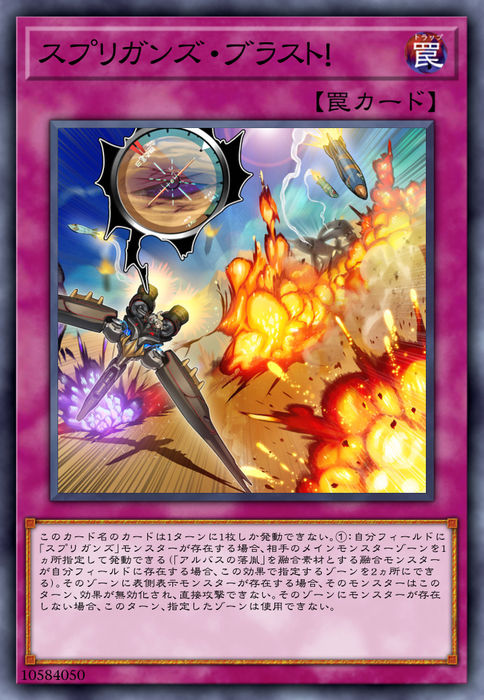 スプリガンズ・ブラスト!
トラップ
罠
【罠カード】
このカード名のカードは1ターンに1枚しか発動できない。①:自分フィールドに
「スプリガンズ」モンスターが存在する場合、相手のメインモンスターゾーンを1
ヵ所指定して発動できる(「アルバスの落胤」を融合素材とする融合モンスター
が自分フィールドに存在する場合、この効果で指定するゾーンを2ヵ所にでき
る)。そのゾーンに表側表示モンスターが存在する場合、そのモンスターはこの
ターン、効果が無効化され、直接攻撃できない。そのゾーンにモンスターが存在
しない場合、このターン、指定したゾーンは使用できない。
10584050